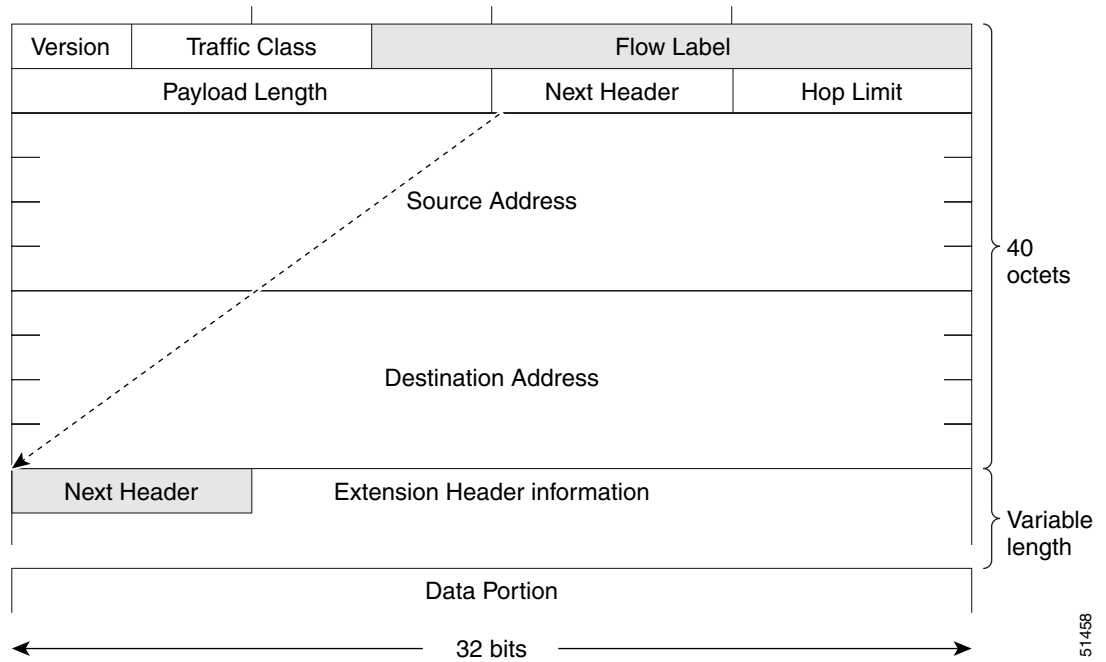 Version Traffic Class Flow Label
Payload Length Next Header Hop Limit
Source Address
40
octets
Destination Address
Next Header Extension Header information
Variable
length
Data Portion
32 bits
51458